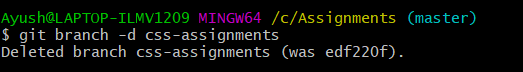 Ayush@LAPTOP-ILMV1209 MINGW64 /c/Assignments (master)
$ git branch -d css-assignments
Deleted branch css-assignments (was edf220f).